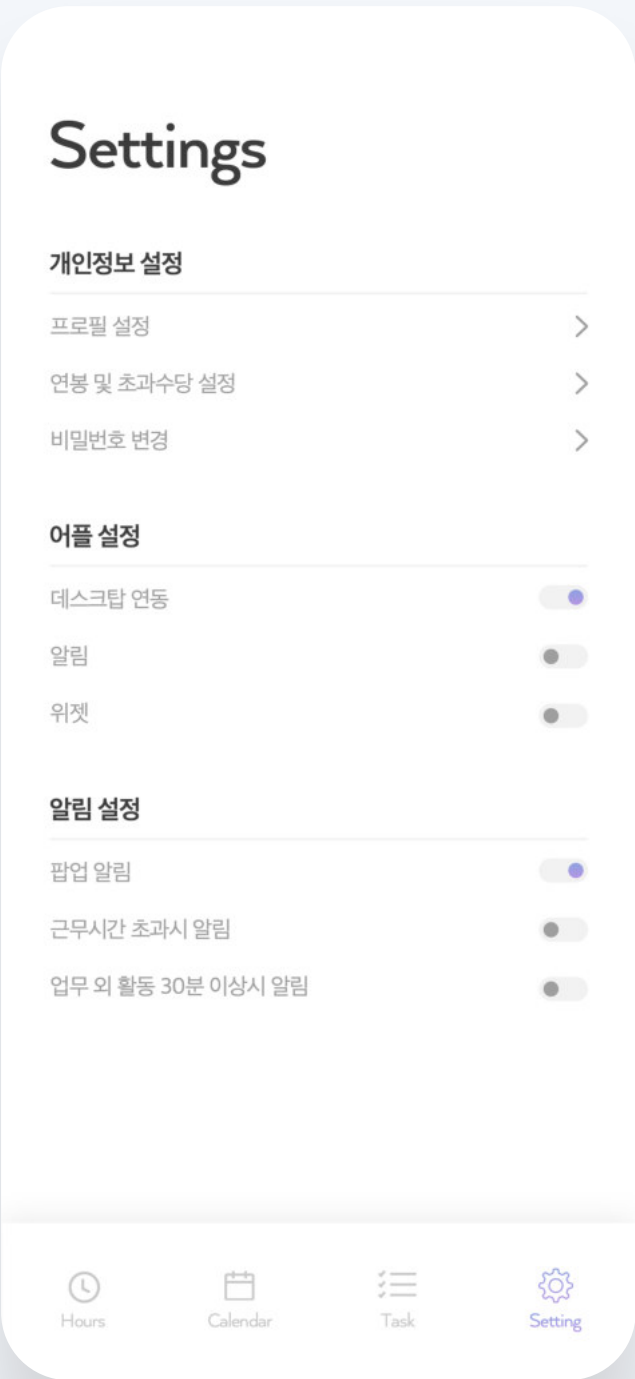 Settings
개인정보 설정
프로필 설정
연봉 및 초과수당 설정
비밀번호 변경
어플 설정
데스크탑 연동
알림
위젯
알림 설정
팝업 알림
근무시간 초과시 알림
업무 외 활동 30분 이상시 알림
Hours
Calendar
Task
Setting